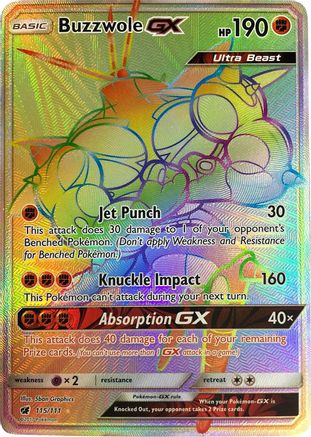 BASIC Buzzwole GX HP 190
Ultra Beast
Jet Punch 30
This attack does 30 damage to 1 of your opponent's
Benched Pokémon. (Don't apply Weakness and Resistance
for Benched Pokémon.)
Knuckle Impact 160
This Pokémon can't attack during your next turn.
Absorption GX 40×
This attack does 40 damage for each of your remaining
Prize cards. (You can't use more than 1 GX attack in a game.)
weakness ×2 resistance retreat
Illus. 5ban Graphics
115/111
Pokémon-GX rule
When your Pokémon-GX is
Knocked Out, your opponent takes 2 Prize cards.